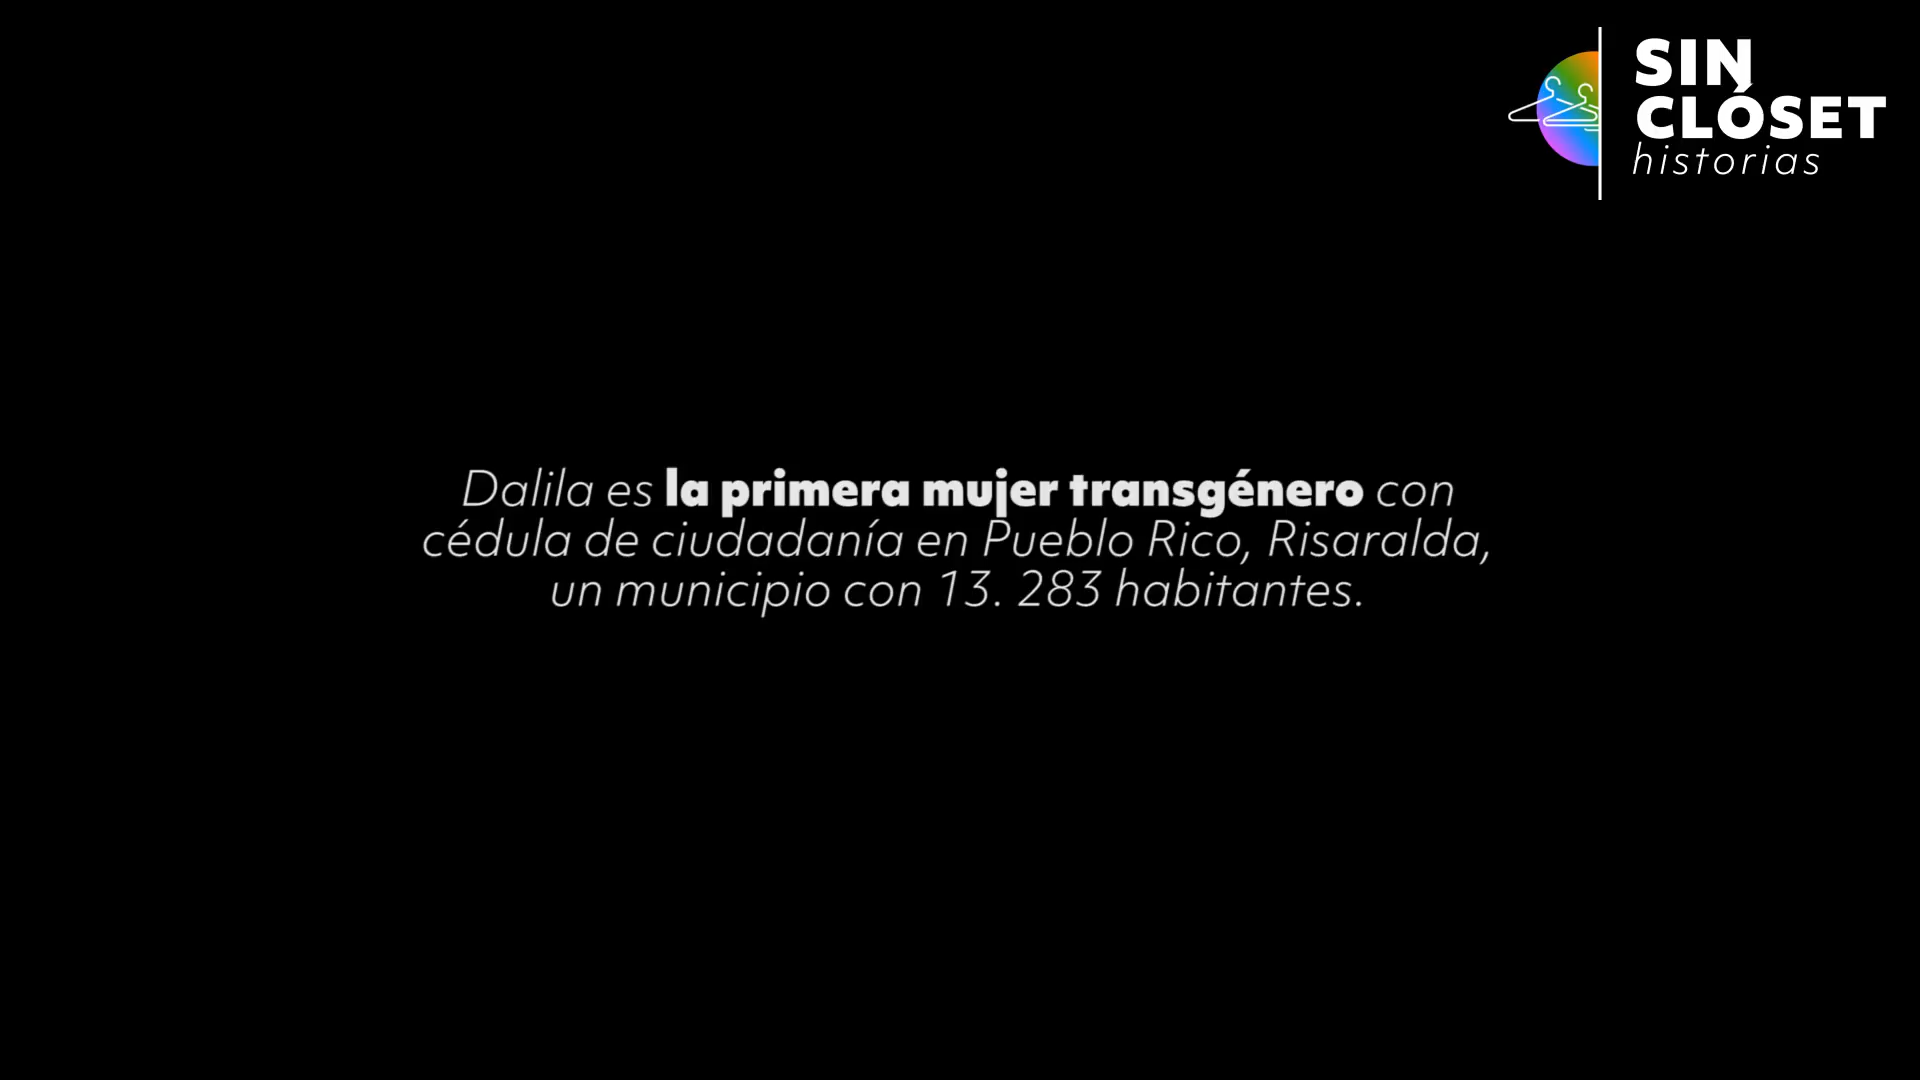 SIN
CLÓSET
historias
Dalila es la primera mujer transgénero con
cédula de ciudadanía en Pueblo Rico, Risaralda,
un municipio con 13. 283 habitantes.